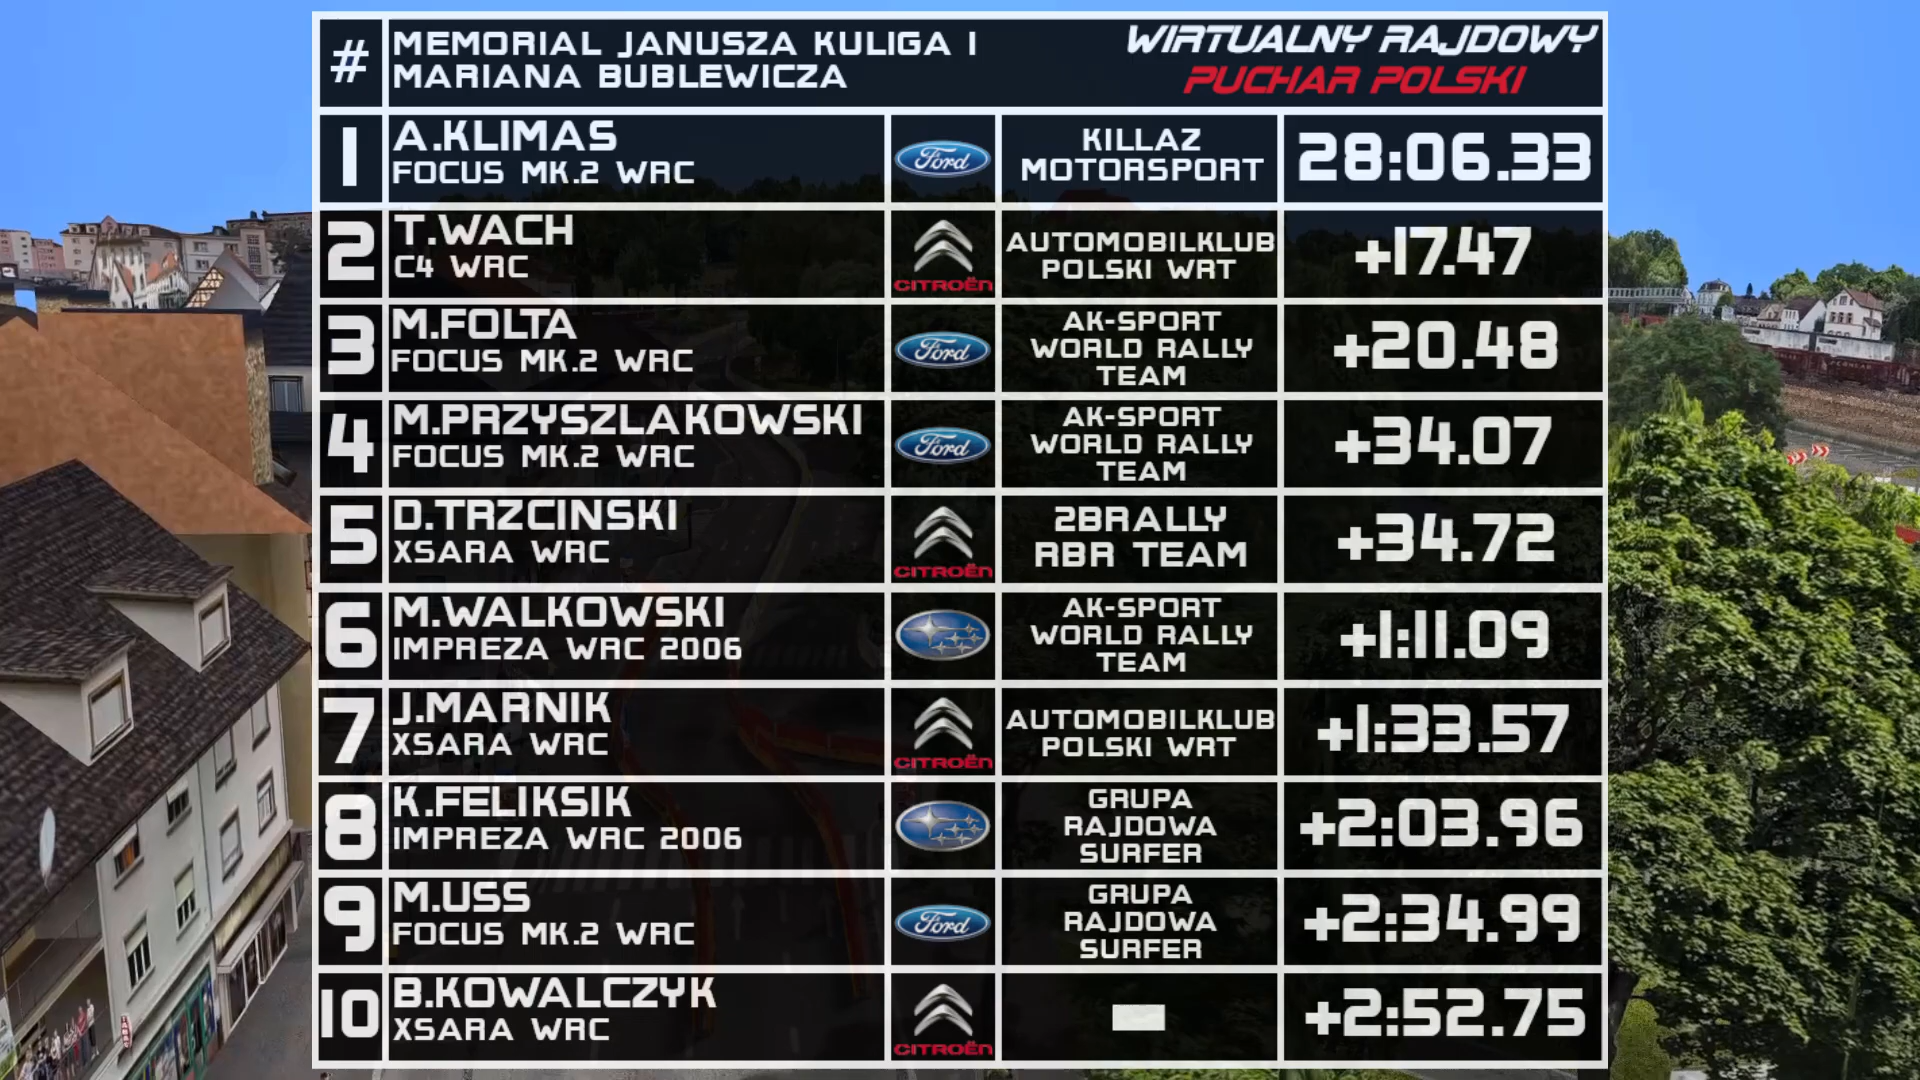 #
MEMORIAL JANUSZA KULIGA I
MARIANA BUBLEWICZA
WIRTUALNY RAJDOWY
PUCHAR POLSKI
1
A.KLIMAS
FOCUS MK.2 WRC
Ford
KILLAZ
MOTORSPORT
28:06.33
2
T.WACH
C4 WRC
CITROËN
AUTOMOBILKLUB
POLSKI WRT
+17.47
3
M.FOLTA
FOCUS MK.2 WRC
Ford
AK-SPORT
WORLD RALLY
TEAM
+20.48
4
M.PRZYSZLAKOWSKI
FOCUS MK.2 WRC
Ford
AK-SPORT
WORLD RALLY
TEAM
+34.07
5
D.TRZCINSKI
XSARA WRC
CITROËN
2BRALLY
RBR TEAM
+34.72
6
M.WALKOWSKI
IMPREZA WRC 2006
AK-SPORT
WORLD RALLY
TEAM
+1:11.09
7
J.MARNIK
XSARA WRC
CITROËN
AUTOMOBILKLUB
POLSKI WRT
+1:33.57
8
K.FELIKSIK
IMPREZA WRC 2006
GRUPA
RAJDOWA
SURFER
+2:03.96
9
M.USS
FOCUS MK.2 WRC
Ford
GRUPA
RAJDOWA
SURFER
+2:34.99
10
B.KOWALCZYK
XSARA WRC
CITROËN
-
+2:52.75